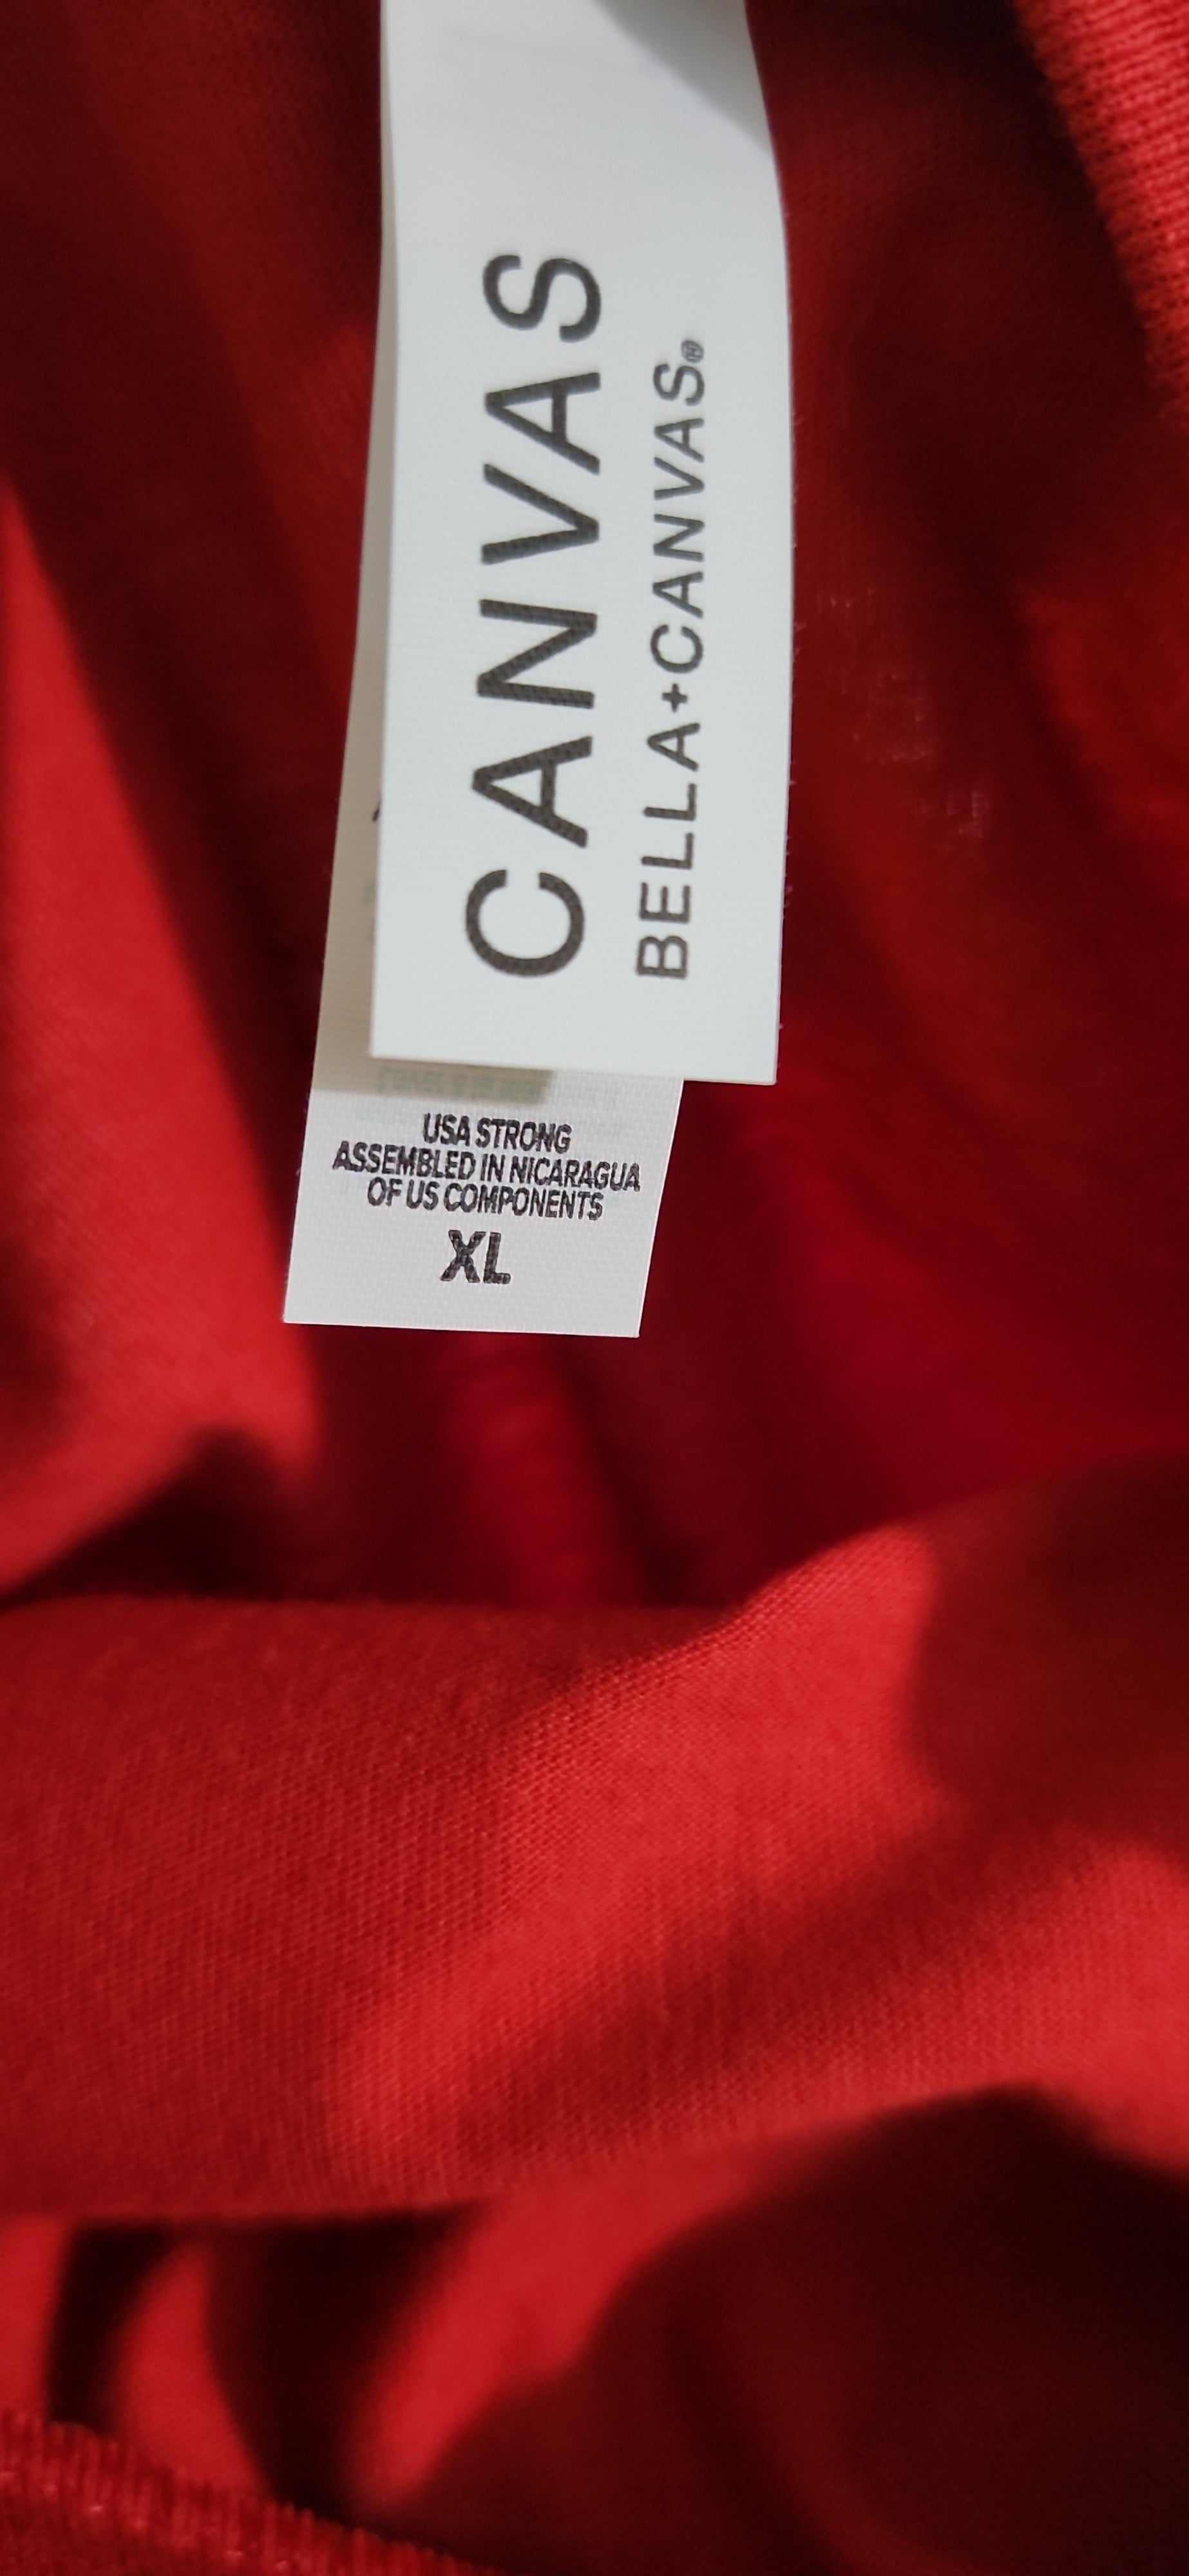 CANVAS
BELLA+CANVAS®
USA STRONG
ASSEMBLED IN NICARAGUA
OF US COMPONENTS
XL